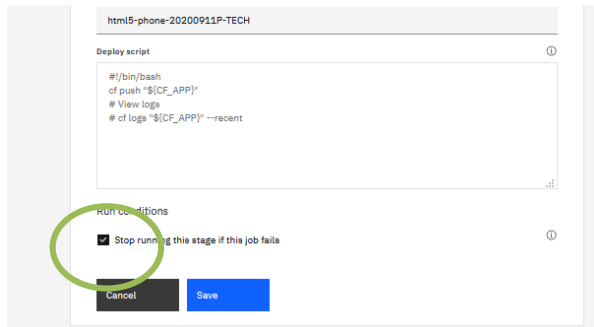 html5-phone-20200911P-TECH
Deploy script
#!/bin/bash
cf push "${CF_APP}"
# View logs
# cf logs "${CF_APP}" --recent
Run conditions
Stop running this stage if this job fails
Cancel
Save